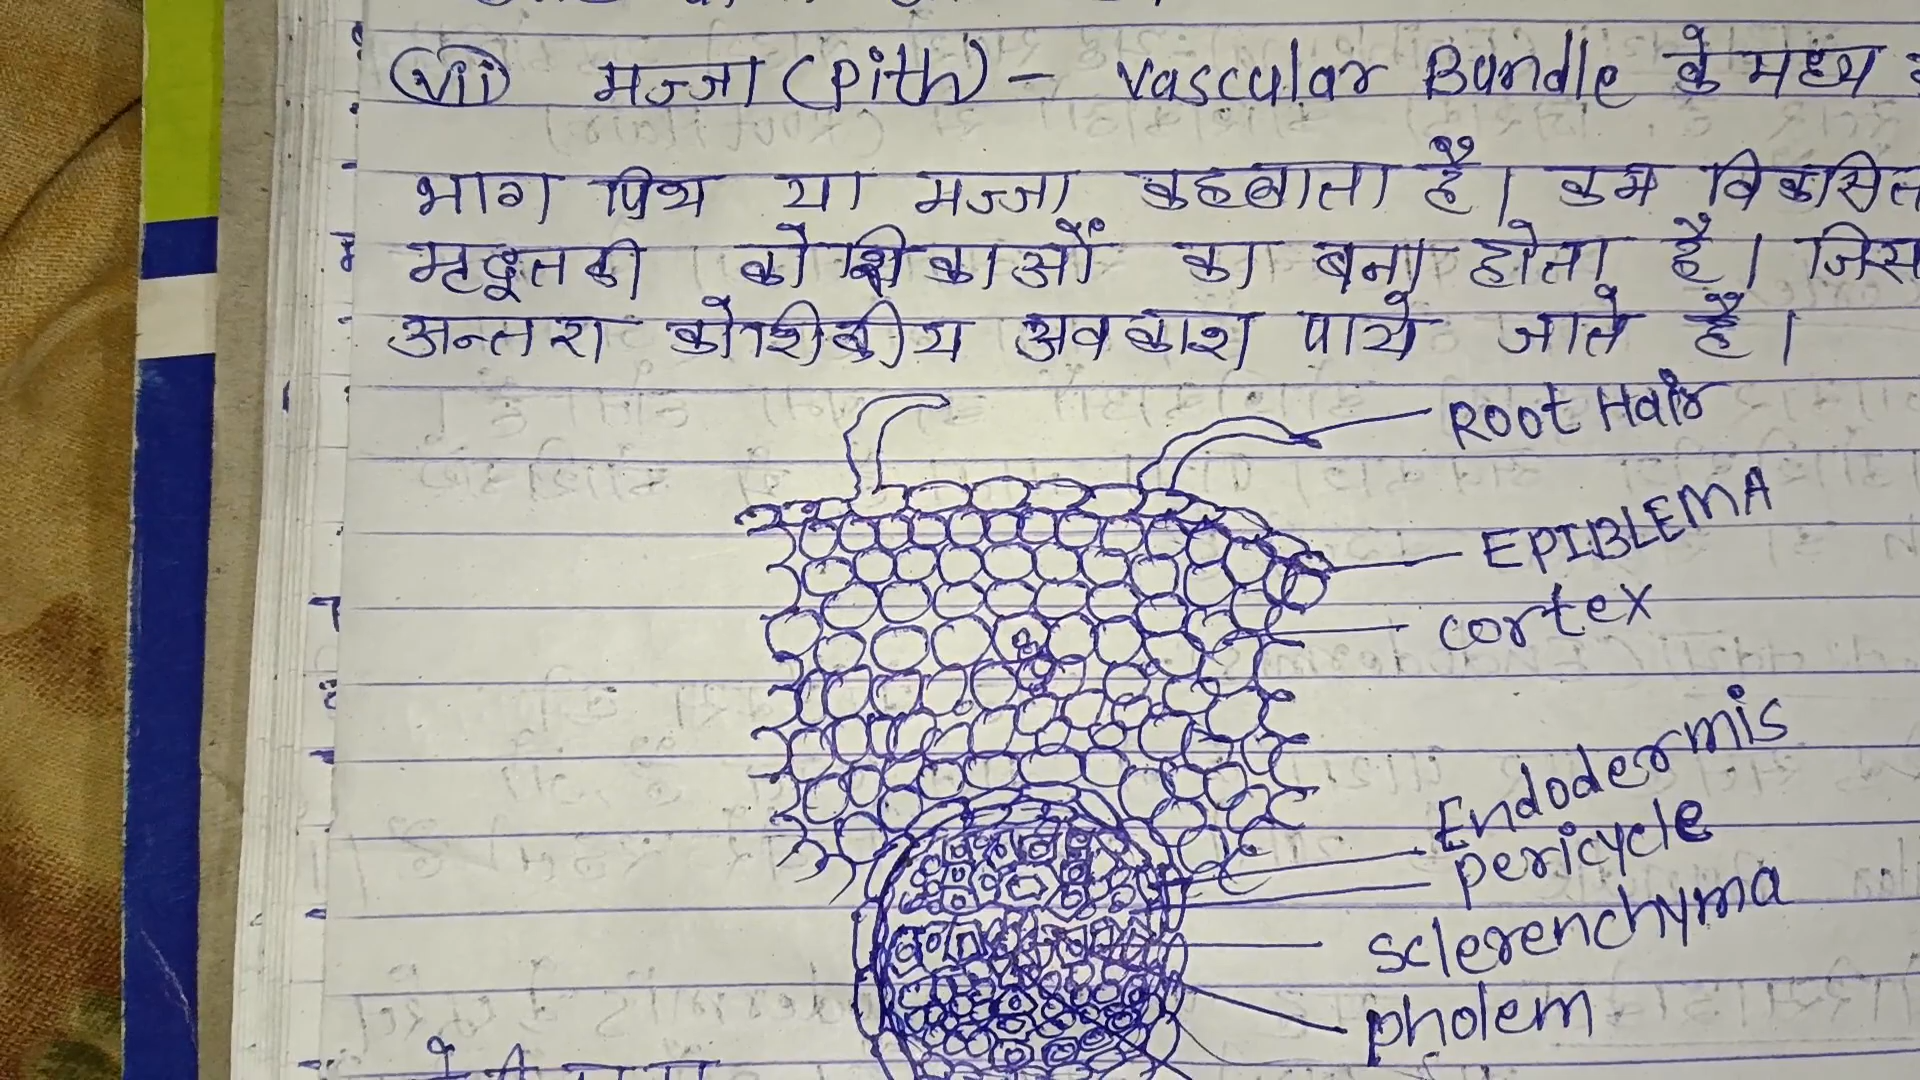 (vii) मज्जा (Pith) – Vascular Bundle के मध्य
भाग पिथ या मज्जा कहलाता है। कम विकसित
मृदूतकी कोशिकाओं का बना होता है। जिस
अन्तरा कोशिकीय अवकाश पाये जाते है।
ROOT Hair
EPIBLEMA
cortex
Endodermis
pericycle
sclerenchyma
pholem